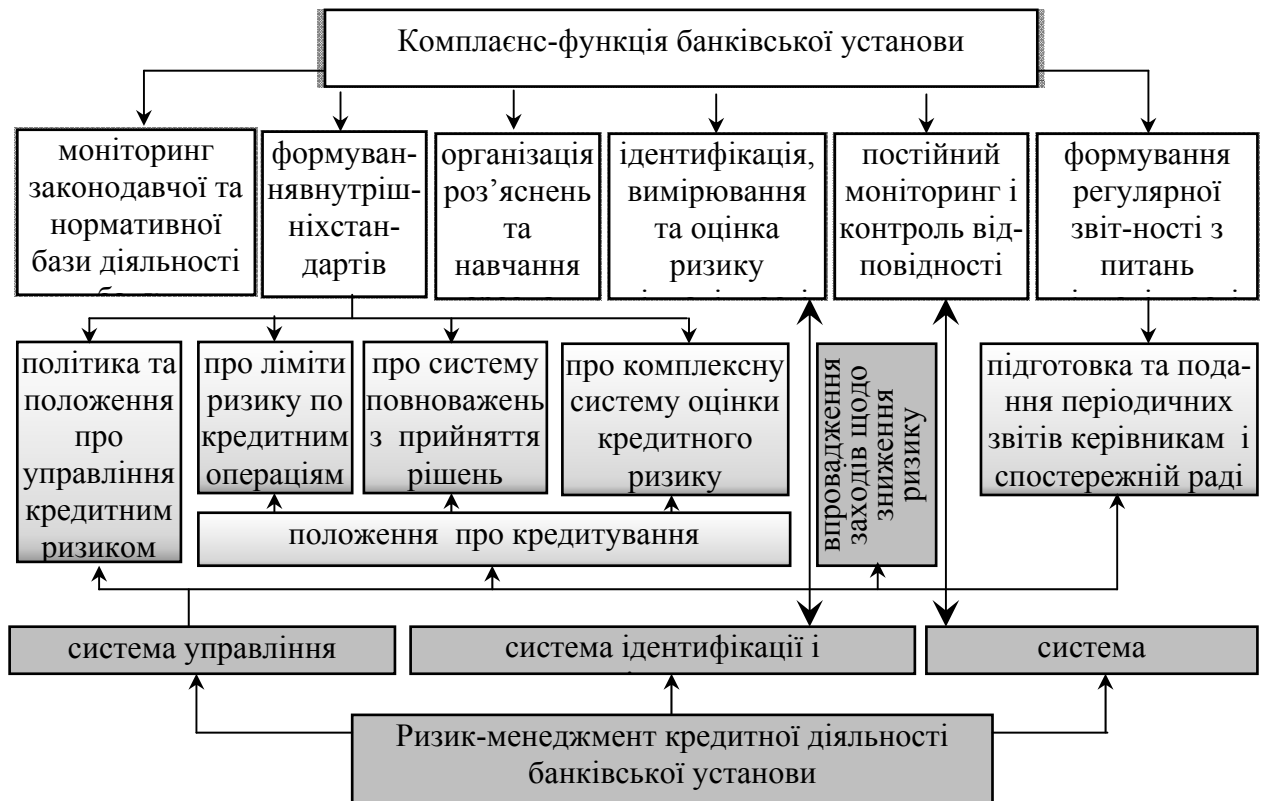 Комплаєнс-функція банківської установи
моніторинг
законодавчої та
нормативної
бази діяльності
формуван-
нявнутріш-
ніхстан-
дартів
організація
роз’яснень
та
навчання
ідентифікація,
вимірювання
та оцінка
ризику
постійний
моніторинг і
контроль від-
повідності
формування
регулярної
звіт-ності з
питань
політика та
положення
про
управління
кредитним
ризиком
про ліміти
ризику по
кредитним
операціям
про систему
повноважень
з прийняття
рішень
про комплексну
систему оцінки
кредитного
ризику
впровадження
заходів щодо
зниження
ризику
підготовка та пода-
ння періодичних
звітів керівникам і
спостережній раді
положення про кредитування
система управління
система ідентифікації і
система
Ризик-менеджмент кредитної діяльності
банківської установи